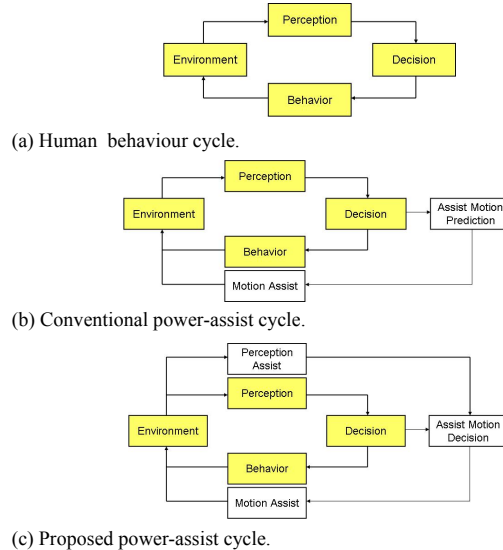 Perception
Environment
Decision
Behavior
(a) Human behaviour cycle.
Perception
Environment
Decision
Assist Motion
Prediction
Behavior
Motion Assist
(b) Conventional power-assist cycle.
Perception
Assist
Perception
Environment
Decision
Assist Motion
Decision
Behavior
Motion Assist
(c) Proposed power-assist cycle.